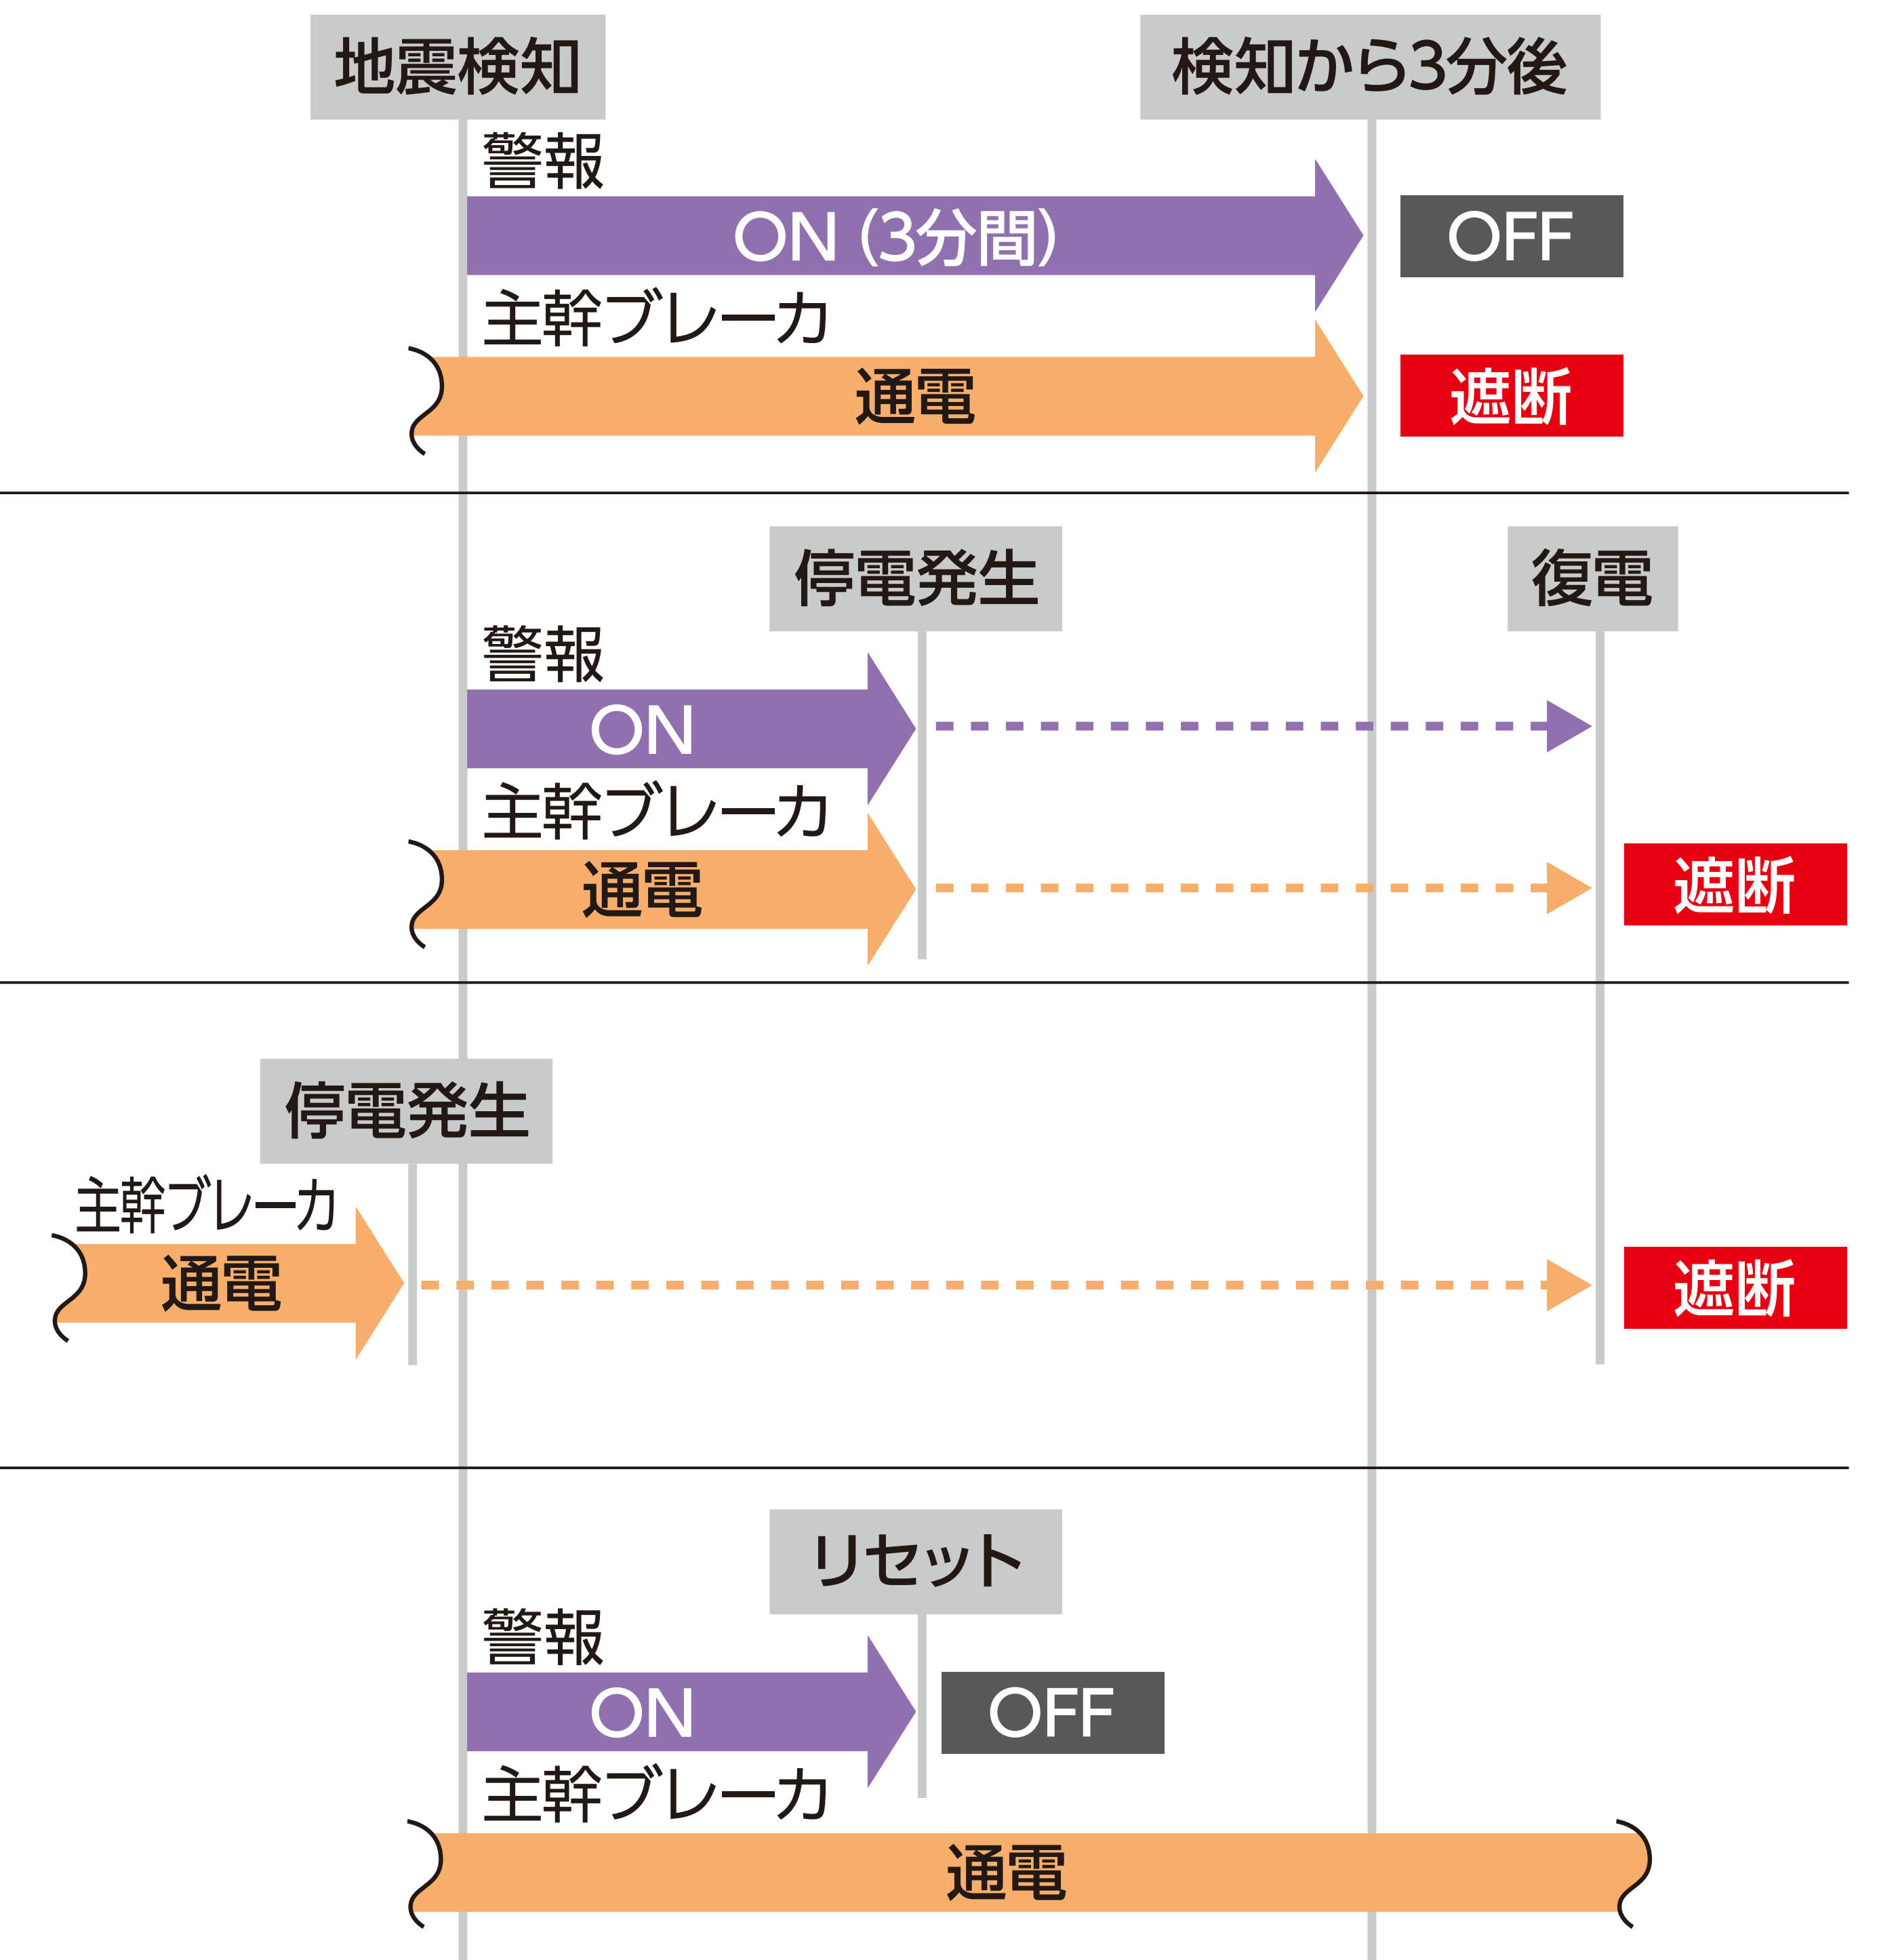 地震検知
検知から3分後
警報
ON (3分間)
OFF
主幹ブレーカ
通電
遮断
停電発生
復電
警報
ON
主幹ブレーカ
通電
遮断
停電発生
主幹ブレーカ
通電
遮断
リセット
警報
ON
OFF
主幹ブレーカ
通電